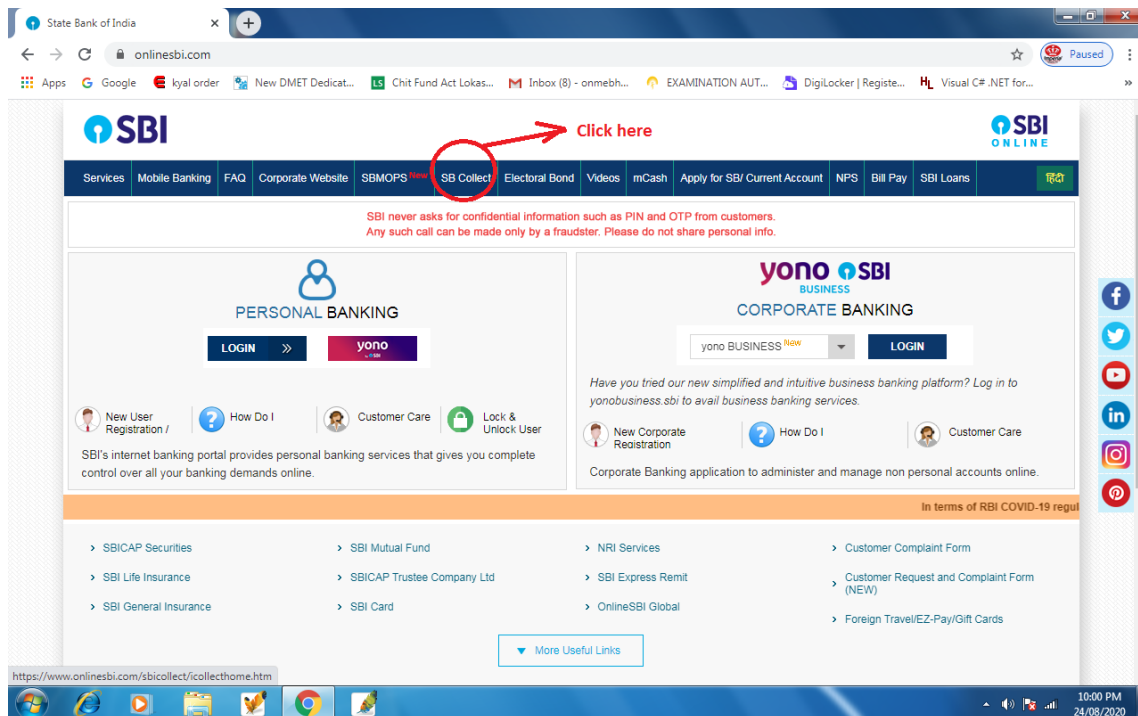 State Bank of India
onlinesbi.com
Paused
Apps Google kyal order New DMET Dedicat... Chit Fund Act Lokas... Inbox (8) - onmebh... EXAMINATION AUT... DigiLocker | Registe... Visual C# .NET for...
SBI
Click here
SBI
ONLINE
Services Mobile Banking FAQ Corporate Website SBMOPS New SB Collect Electoral Bond Videos mCash Apply for SB/ Current Account NPS Bill Pay SBI Loans हिंदी
SBI never asks for confidential information such as PIN and OTP from customers.
Any such call can be made only by a fraudster. Please do not share personal info.
PERSONAL BANKING
LOGIN
yono
by SBI
New User
Registration /
How Do I
Customer Care
Lock &
Unlock User
SBI's internet banking portal provides personal banking services that gives you complete
control over all your banking demands online.
yono SBI
BUSINESS
CORPORATE BANKING
yono BUSINESS New
LOGIN
Have you tried our new simplified and intuitive business banking platform? Log in to
yonobusiness.sbi to avail business banking services.
New Corporate
Registration
How Do I
Customer Care
Corporate Banking application to administer and manage non personal accounts online.
In terms of RBI COVID-19 regul
SBICAP Securities
SBI Life Insurance
SBI General Insurance
SBI Mutual Fund
SBICAP Trustee Company Ltd
SBI Card
NRI Services
SBI Express Remit
OnlineSBI Global
Customer Complaint Form
Customer Request and Complaint Form
(NEW)
Foreign Travel/EZ-Pay/Gift Cards
More Useful Links
https://www.onlinesbi.com/sbicollect/icollecthome.htm
10:00 PM
24/08/2020